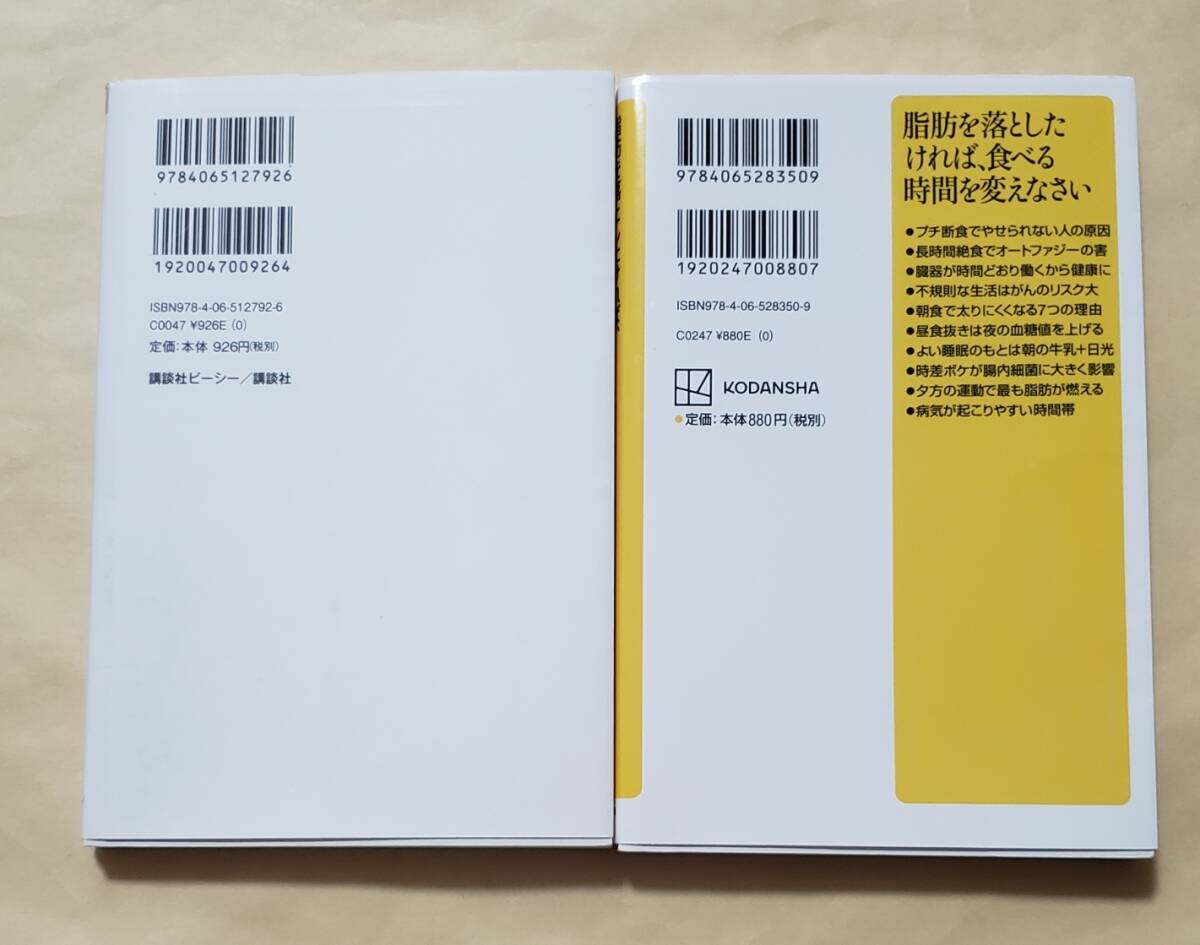 9784065127926
1920047009264
ISBN978-4-06-512792-6
C0047 ¥926E (0)
定価：本体 926円(税別)
講談社ビーシー／講談社
9784065283509
1920247008807
ISBN978-4-06-528350-9
C0247 ¥880E (0)
KODANSHA
●定価：本体880円(税別)
脂肪を落とした
ければ、食べる
時間を変えなさい
●プチ断食でやせられない人の原因
●長時間絶食でオートファジーの害
●臓器が時間どおり働くから健康に
●不規則な生活はがんのリスク大
●朝食で太りにくくなる7つの理由
●昼食抜きは夜の血糖値を上げる
●よい睡眠のもとは朝の牛乳+日光
●時差ボケが腸内細菌に大きく影響
●夕方の運動で最も脂肪が燃える
●病気が起こりやすい時間帯